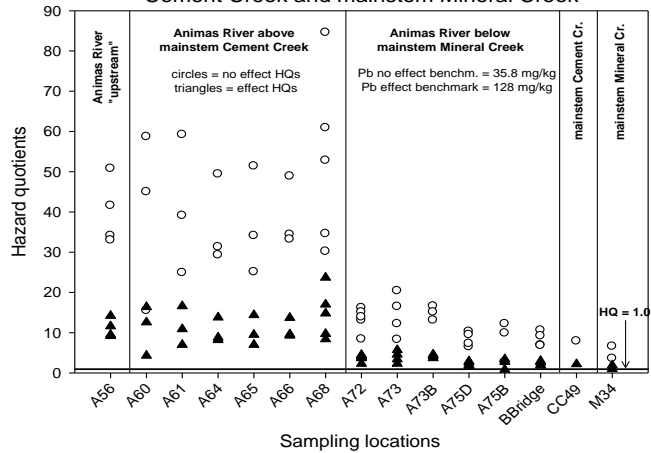 Cement Creek and mainstem Mineral Creek
90
80
70
60
50
40
30
20
10
0
Hazard quotients
Animas River
"upstream"
Animas River above
mainstem Cement Creek
circles = no effect HQs
triangles = effect HQs
Animas River below
mainstem Mineral Creek
Pb no effect benchm. = 35.8 mg/kg
Pb effect benchmark = 128 mg/kg
mainstem Cement Cr.
mainstem Mineral Cr.
HQ = 1.0
A56
A60
A61
A64
A65
A66
A68
A72
A73
A73B
A75D
A75B
BBridge
CC49
M34
Sampling locations